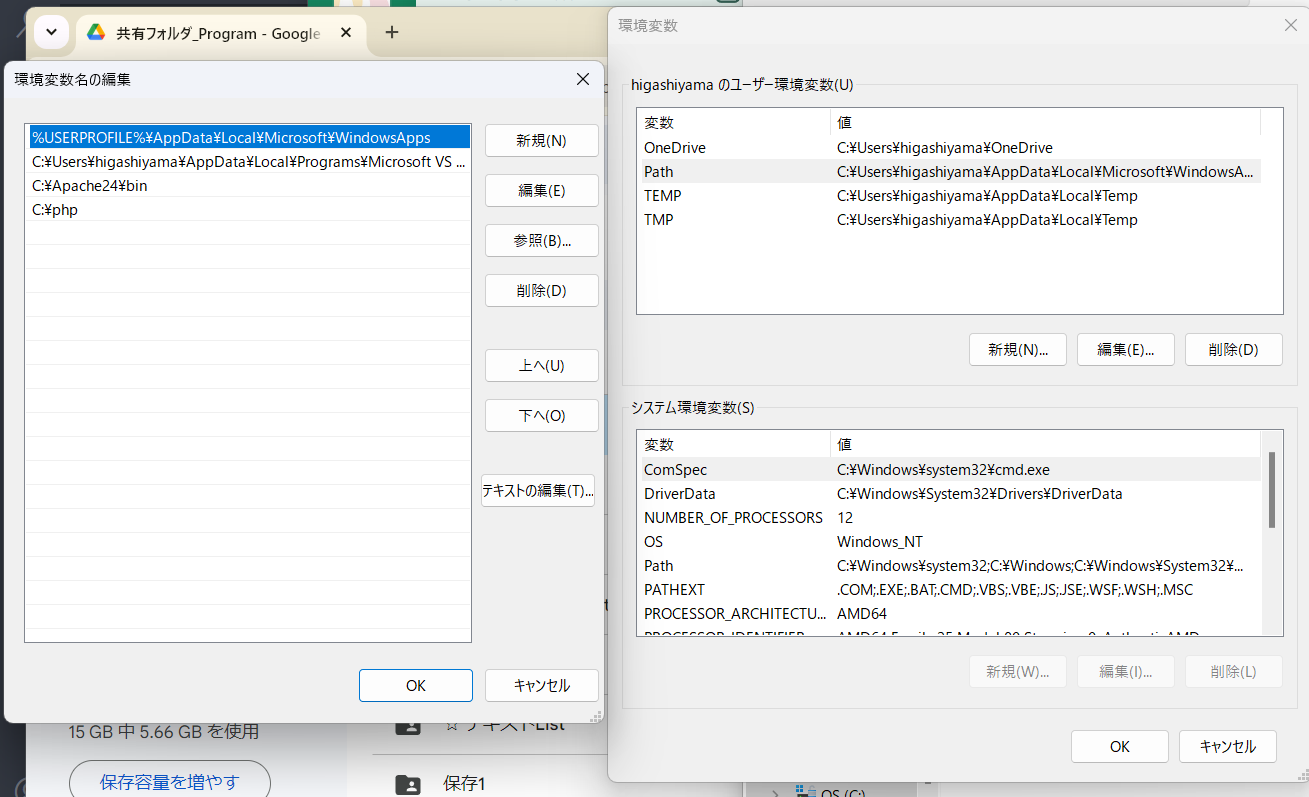 共有フォルダ_Program - Google
環境変数名の編集
%USERPROFILE%¥AppData¥Local¥Microsoft¥WindowsApps
C:¥Users¥higashiyama¥AppData¥Local¥Programs¥Microsoft VS ...
C:¥Apache24¥bin
C:¥php
新規(N)
編集(E)
参照(B)...
削除(D)
上へ(U)
下へ(O)
テキストの編集(T)...
OK
キャンセル
15 GB 中 5.66 GB を使用
保存容量を増やす
☆テキストList
保存1
環境変数
higashiyama のユーザー環境変数(U)
変数 値
OneDrive C:¥Users¥higashiyama¥OneDrive
Path C:¥Users¥higashiyama¥AppData¥Local¥Microsoft¥WindowsA...
TEMP C:¥Users¥higashiyama¥AppData¥Local¥Temp
TMP C:¥Users¥higashiyama¥AppData¥Local¥Temp
新規(N)... 編集(E)... 削除(D)
システム環境変数(S)
変数 値
ComSpec C:¥Windows¥system32¥cmd.exe
DriverData C:¥Windows¥System32¥Drivers¥DriverData
NUMBER_OF_PROCESSORS 12
OS Windows_NT
Path C:¥Windows¥system32;C:¥Windows;C:¥Windows¥System32¥...
PATHEXT .COM;.EXE;.BAT;.CMD;.VBS;.VBE;.JS;.JSE;.WSF;.WSH;.MSC
PROCESSOR_ARCHITECTU... AMD64
新規(W)... 編集(I)... 削除(L)
OK キャンセル
OS (C:)